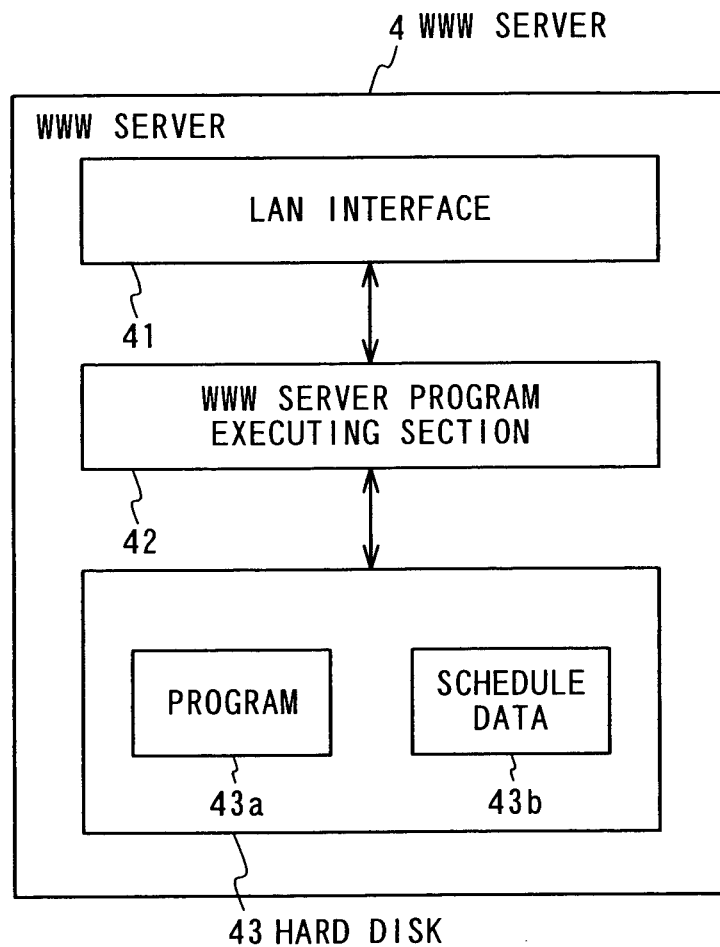 4 WWW SERVER
WWW SERVER
LAN INTERFACE
41
WWW SERVER PROGRAM
EXECUTING SECTION
42
PROGRAM
SCHEDULE
DATA
43a
43b
43 HARD DISK